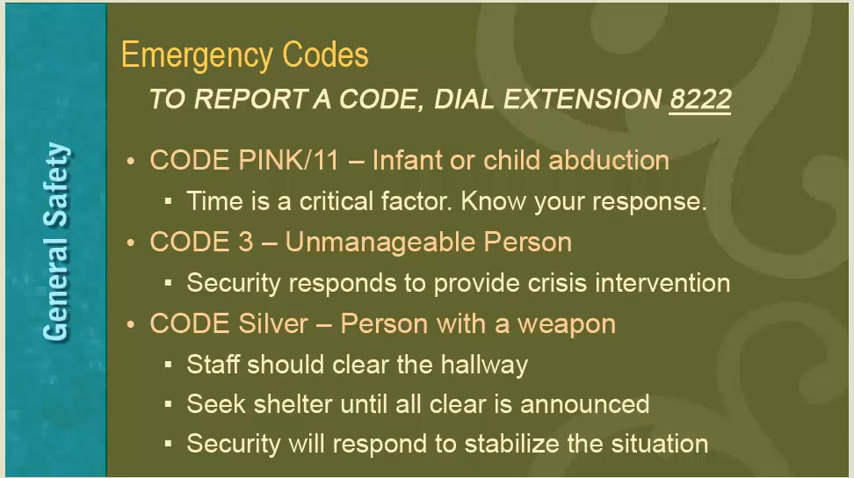 General Safety
Emergency Codes
TO REPORT A CODE, DIAL EXTENSION 8222
• CODE PINK/11 – Infant or child abduction
▪ Time is a critical factor. Know your response.
• CODE 3 – Unmanageable Person
▪ Security responds to provide crisis intervention
• CODE Silver – Person with a weapon
▪ Staff should clear the hallway
▪ Seek shelter until all clear is announced
▪ Security will respond to stabilize the situation